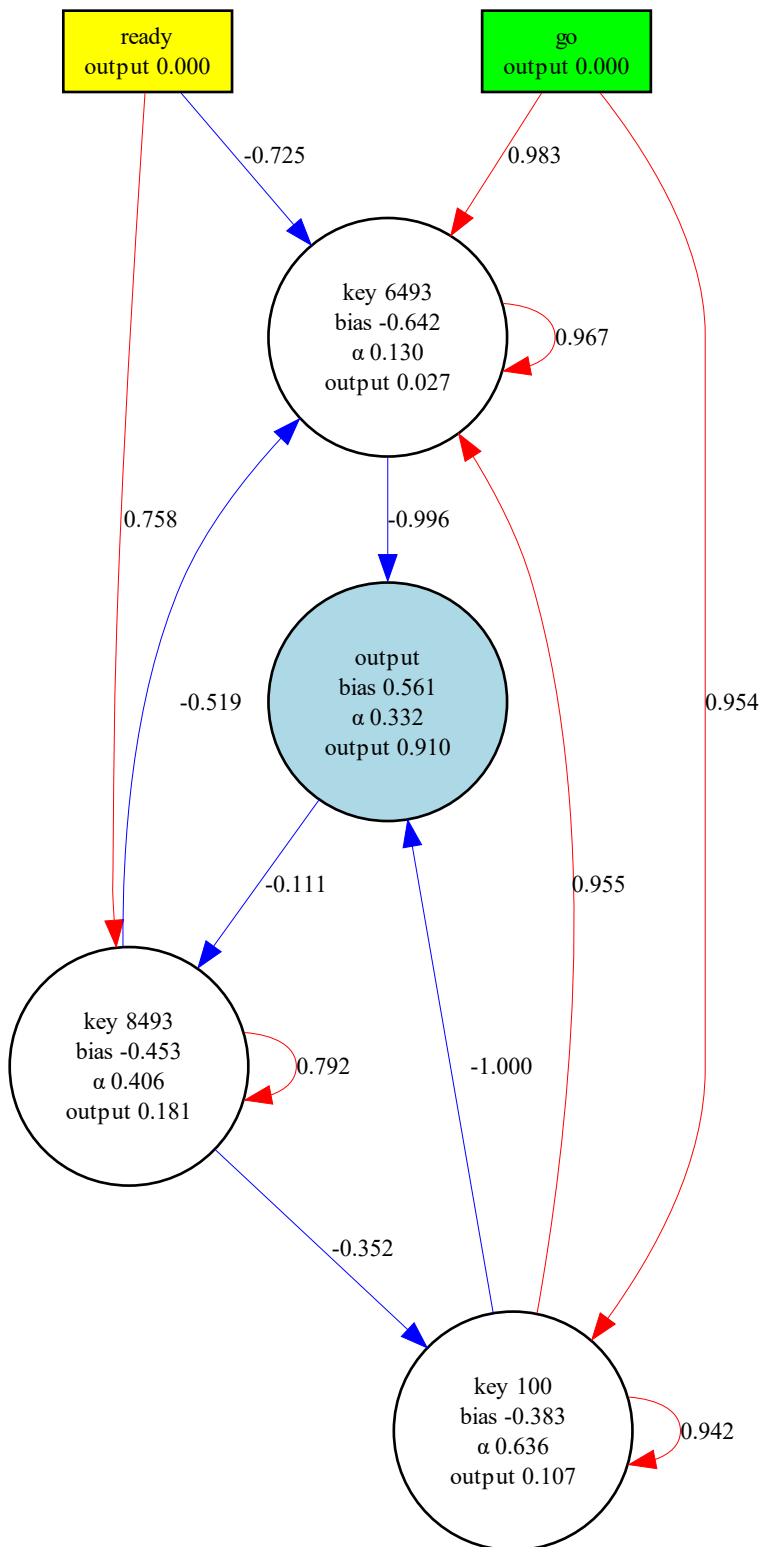 ready
output 0.000
go
output 0.000
-0.725
0.983
key 6493
bias -0.642
α 0.130
output 0.027
0.967
0.758
-0.996
-0.519
output
bias 0.561
α 0.332
output 0.910
0.954
-0.111
0.955
key 8493
bias -0.453
α 0.406
output 0.181
0.792
-1.000
-0.352
key 100
bias -0.383
α 0.636
output 0.107
0.942